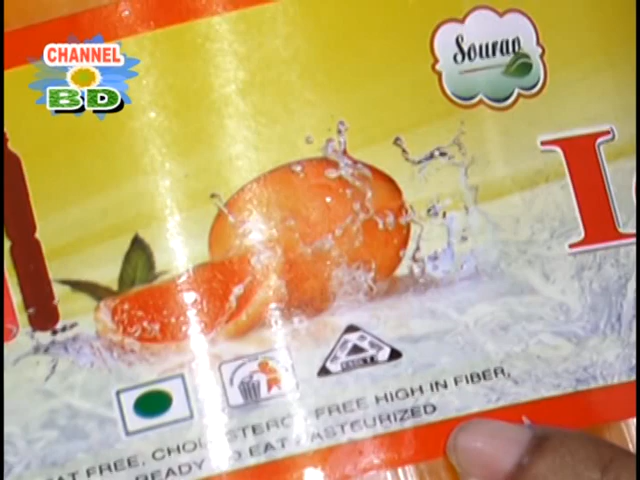 CHANNEL
BD
Sourav
FAT FREE, CHOLESTEROL FREE HIGH IN FIBER,
READY TO EAT PASTEURIZED